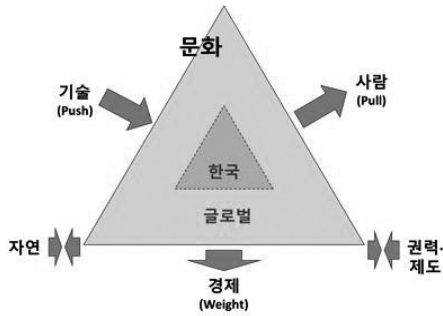 문화
기술
(Push)
사람
(Pull)
한국
글로벌
자연
권력·
제도
경제
(Weight)